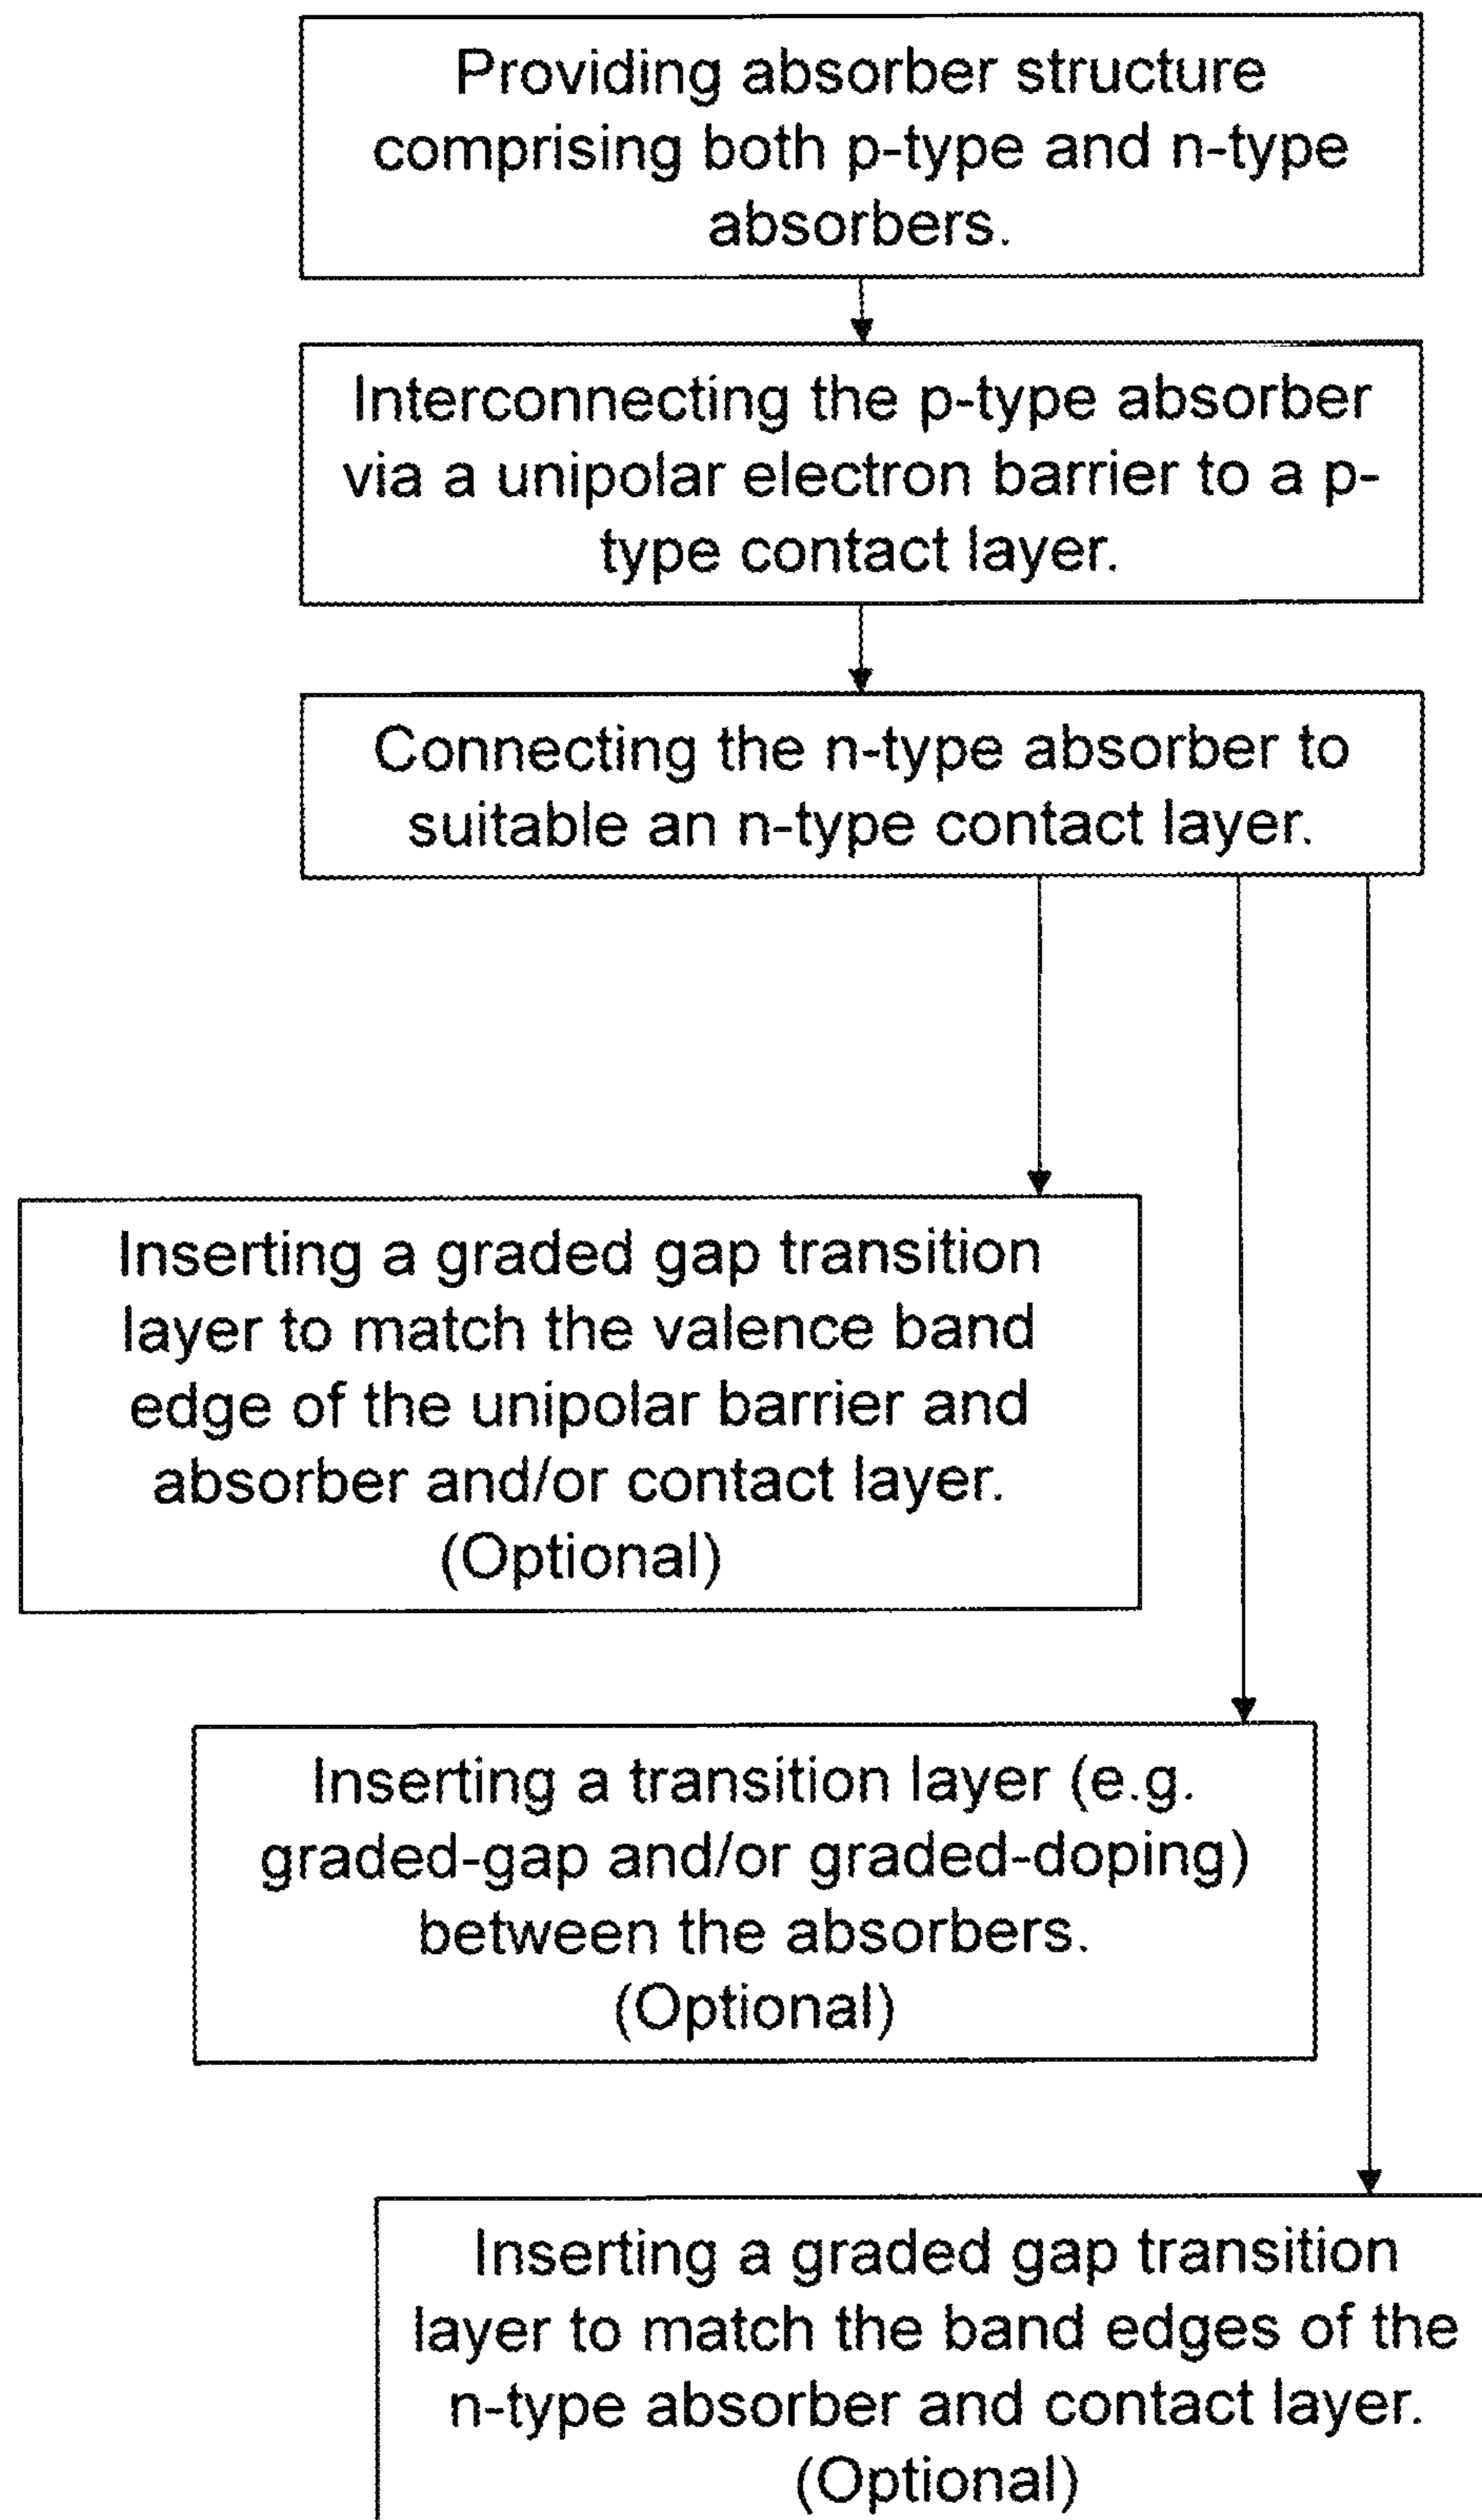 Providing absorber structure
comprising both p-type and n-type
absorbers.
Interconnecting the p-type absorber
via a unipolar electron barrier to a p-
type contact layer.
Connecting the n-type absorber to
suitable an n-type contact layer.
Inserting a graded gap transition
layer to match the valence band
edge of the unipolar barrier and
absorber and/or contact layer.
(Optional)
Inserting a transition layer (e.g.
graded-gap and/or graded-doping)
between the absorbers.
(Optional)
Inserting a graded gap transition
layer to match the band edges of the
n-type absorber and contact layer.
(Optional)